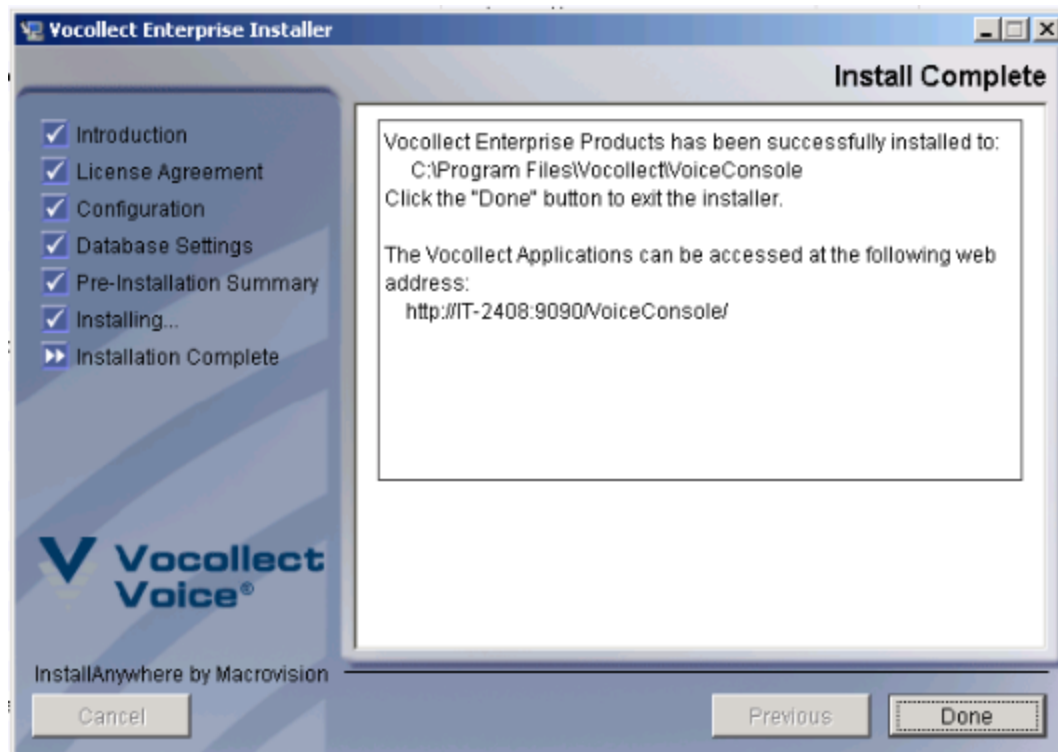 Vocollect Enterprise Installer
Install Complete
Introduction
License Agreement
Configuration
Database Settings
Pre-Installation Summary
Installing...
Installation Complete
Vocollect Enterprise Products has been successfully installed to:
C:\Program Files\Vocollect\VoiceConsole
Click the "Done" button to exit the installer.
The Vocollect Applications can be accessed at the following web
address:
http://IT-2408:9090/VoiceConsole/
Vocollect
Voice®
InstallAnywhere by Macrovision
Cancel
Previous
Done